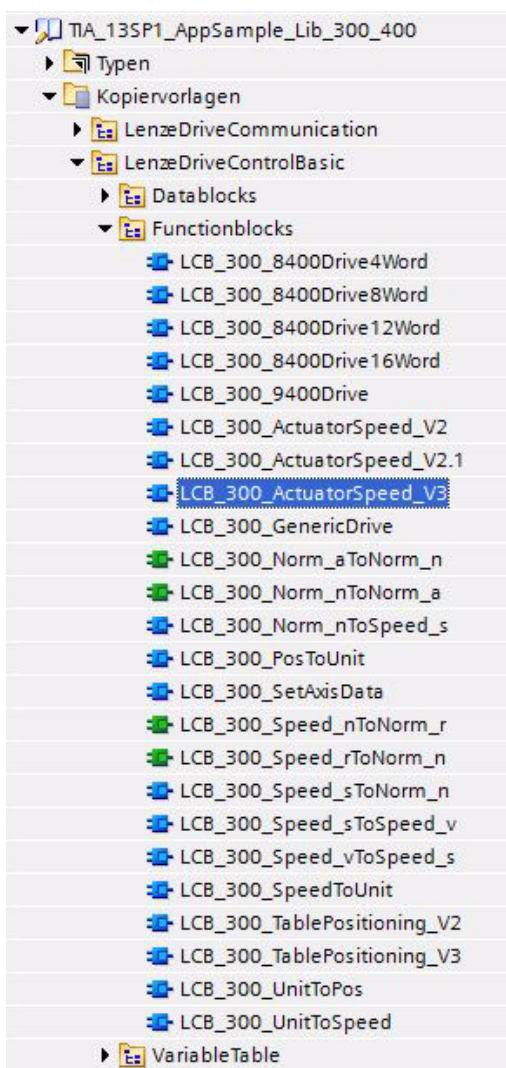 TIA_13SP1_AppSample_Lib_300_400
Typen
Kopiervorlagen
LenzeDriveCommunication
LenzeDriveControlBasic
Datablocks
Functionblocks
LCB_300_8400Drive4Word
LCB_300_8400Drive8Word
LCB_300_8400Drive12Word
LCB_300_8400Drive16Word
LCB_300_9400Drive
LCB_300_ActuatorSpeed_V2
LCB_300_ActuatorSpeed_V2.1
LCB_300_ActuatorSpeed_V3
LCB_300_GenericDrive
LCB_300_Norm_aToNorm_n
LCB_300_Norm_nToNorm_a
LCB_300_Norm_nToSpeed_s
LCB_300_PosToUnit
LCB_300_SetAxisData
LCB_300_Speed_nToNorm_r
LCB_300_Speed_rToNorm_n
LCB_300_Speed_sToNorm_n
LCB_300_Speed_sToSpeed_v
LCB_300_Speed_vToSpeed_s
LCB_300_SpeedToUnit
LCB_300_TablePositioning_V2
LCB_300_TablePositioning_V3
LCB_300_UnitToPos
LCB_300_UnitToSpeed
VariableTable